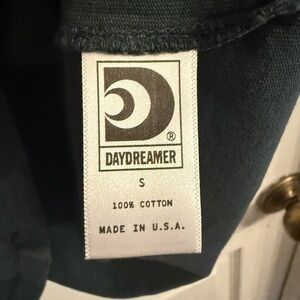 ®
DAYDREAMER
S
100% COTTON
MADE IN U.S.A.